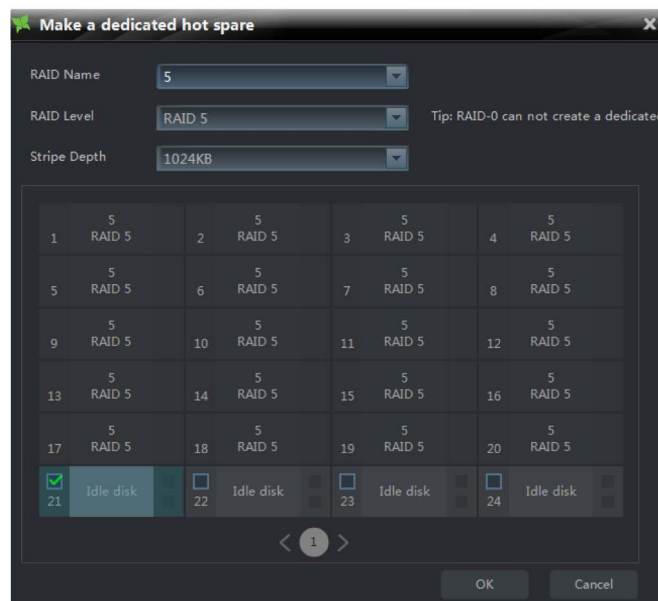 Make a dedicated hot spare
RAID Name 5
RAID Level RAID 5 Tip: RAID-0 can not create a dedicated
Stripe Depth 1024KB
5 5 5 5
1 RAID 5 2 RAID 5 3 RAID 5 4 RAID 5
5 5 5 5
5 RAID 5 6 RAID 5 7 RAID 5 8 RAID 5
5 5 5 5
9 RAID 5 10 RAID 5 11 RAID 5 12 RAID 5
5 5 5 5
13 RAID 5 14 RAID 5 15 RAID 5 16 RAID 5
5 5 5 5
17 RAID 5 18 RAID 5 19 RAID 5 20 RAID 5
Idle disk Idle disk Idle disk Idle disk
21 22 23 24
< 1 >
OK Cancel